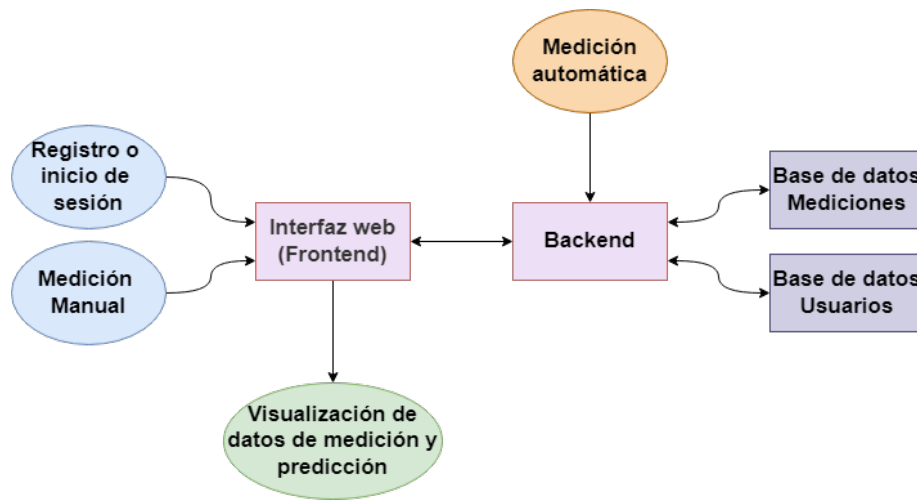 Medición
automática
Registro o
inicio de
sesión
Medición
Manual
Interfaz web
(Frontend)
Backend
Base de datos
Mediciones
Base de datos
Usuarios
Visualización de
datos de medición y
predicción